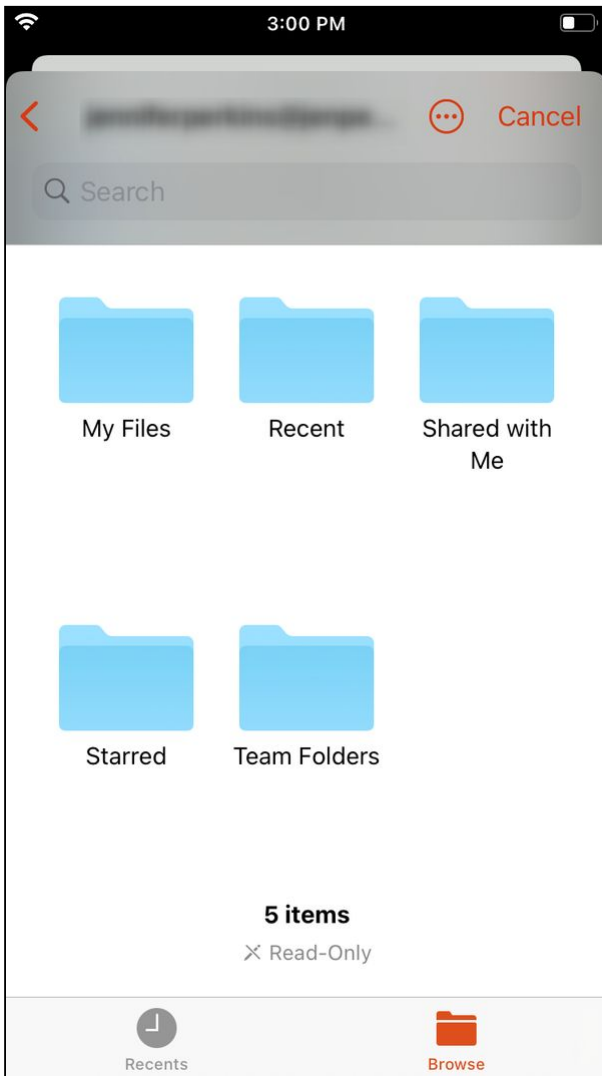 3:00 PM
Cancel
Search
My Files
Recent
Shared with
Me
Starred
Team Folders
5 items
Read-Only
Recents
Browse